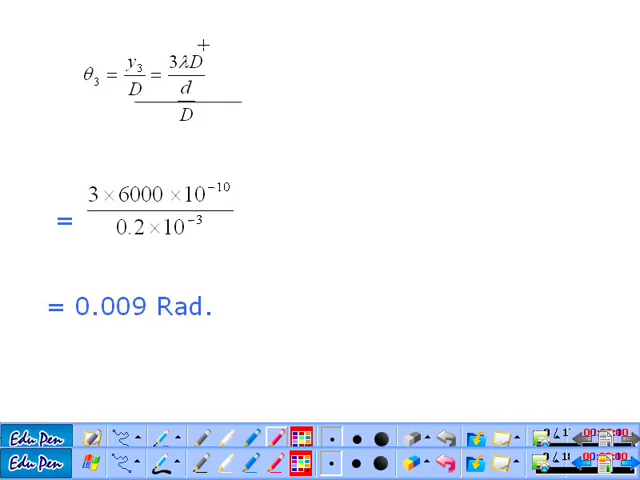 θ₃ = y₃/D = (3λD/d)/D
= 3×6000×10⁻¹⁰ / 0.2×10⁻³
= 0.009 Rad.
Edu Pen
Edu Pen